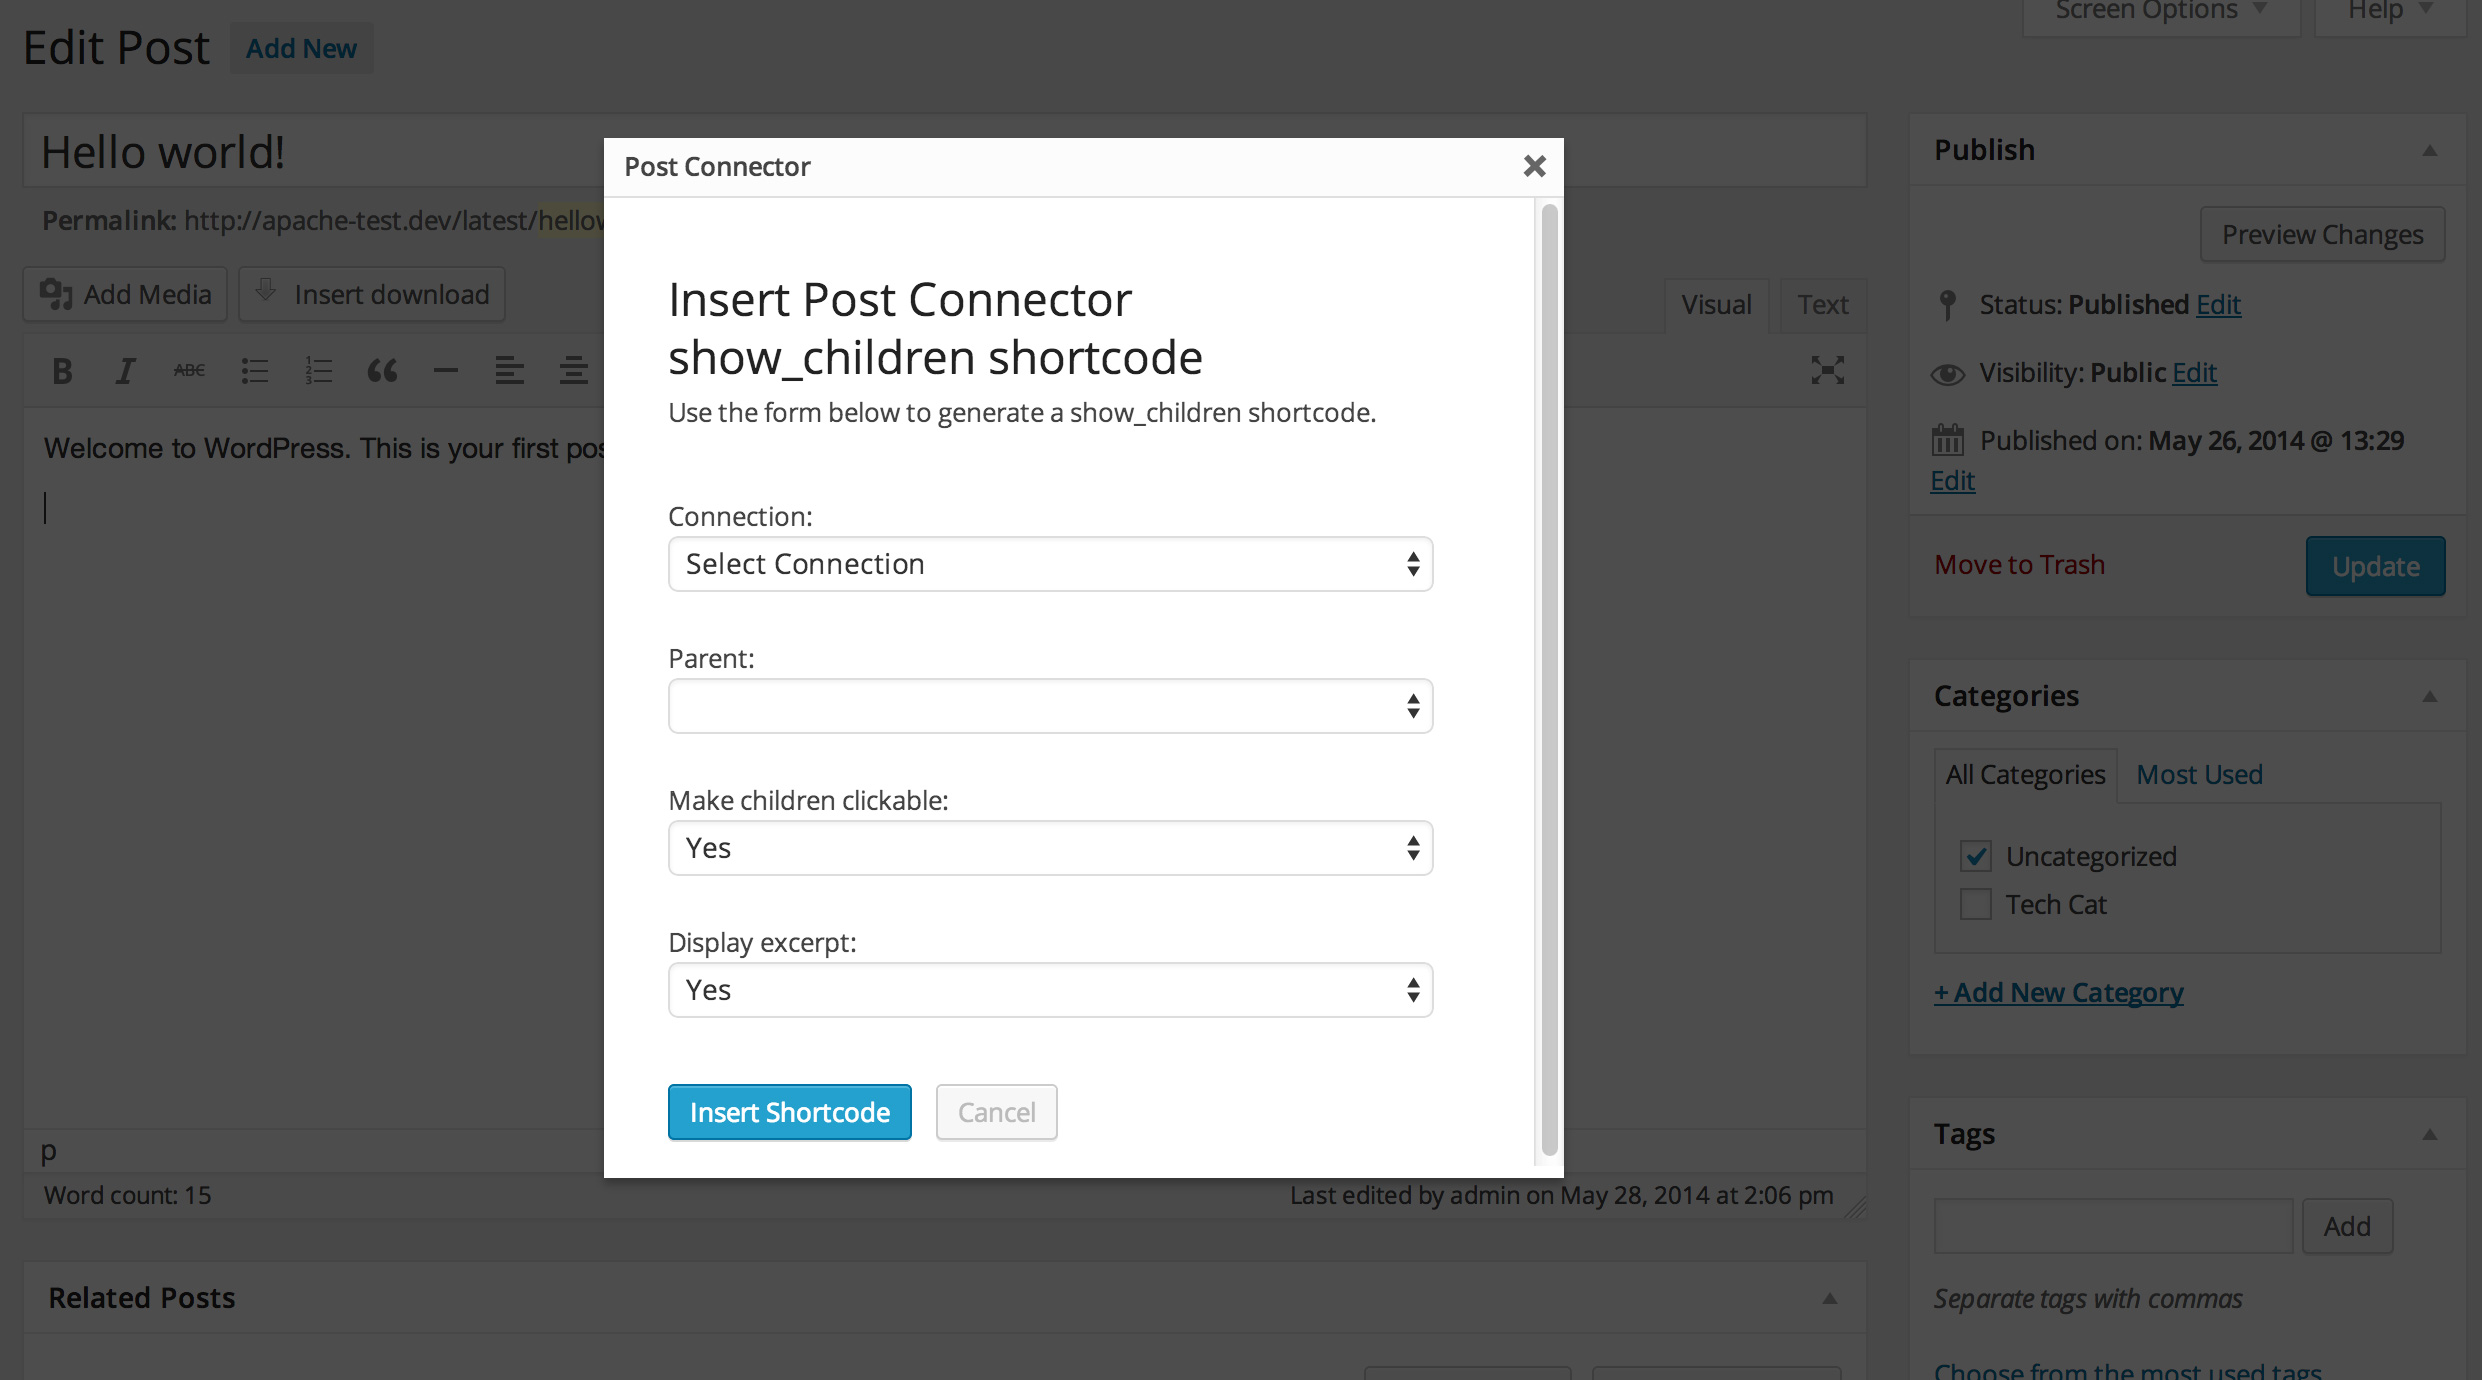 Screen Options
Help
Edit Post
Add New
Hello world!
Permalink: http://apache-test.dev/latest/hellow
Add Media
Insert download
Visual
Text
B I ABC
Welcome to WordPress. This is your first pos
p
Word count: 15
Last edited by admin on May 28, 2014 at 2:06 pm
Related Posts
Post Connector
Insert Post Connector
show_children shortcode
Use the form below to generate a show_children shortcode.
Connection:
Select Connection
Parent:
Make children clickable:
Yes
Display excerpt:
Yes
Insert Shortcode
Cancel
Publish
Preview Changes
Status: Published Edit
Visibility: Public Edit
Published on: May 26, 2014 @ 13:29
Edit
Move to Trash
Update
Categories
All Categories
Most Used
Uncategorized
Tech Cat
+ Add New Category
Tags
Add
Separate tags with commas
Choose from the most used tags